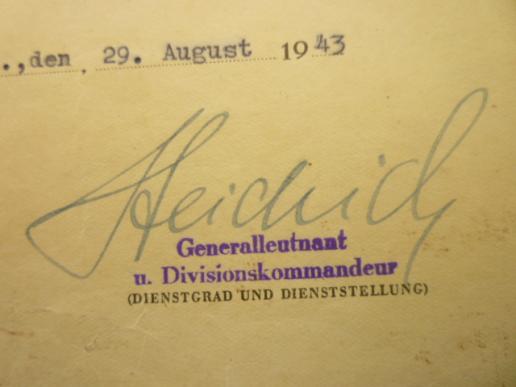 .,den 29. August 1943
Heidrich
Generalleutnant
u. Divisionskommandeur
(DIENSTGRAD UND DIENSTSTELLUNG)